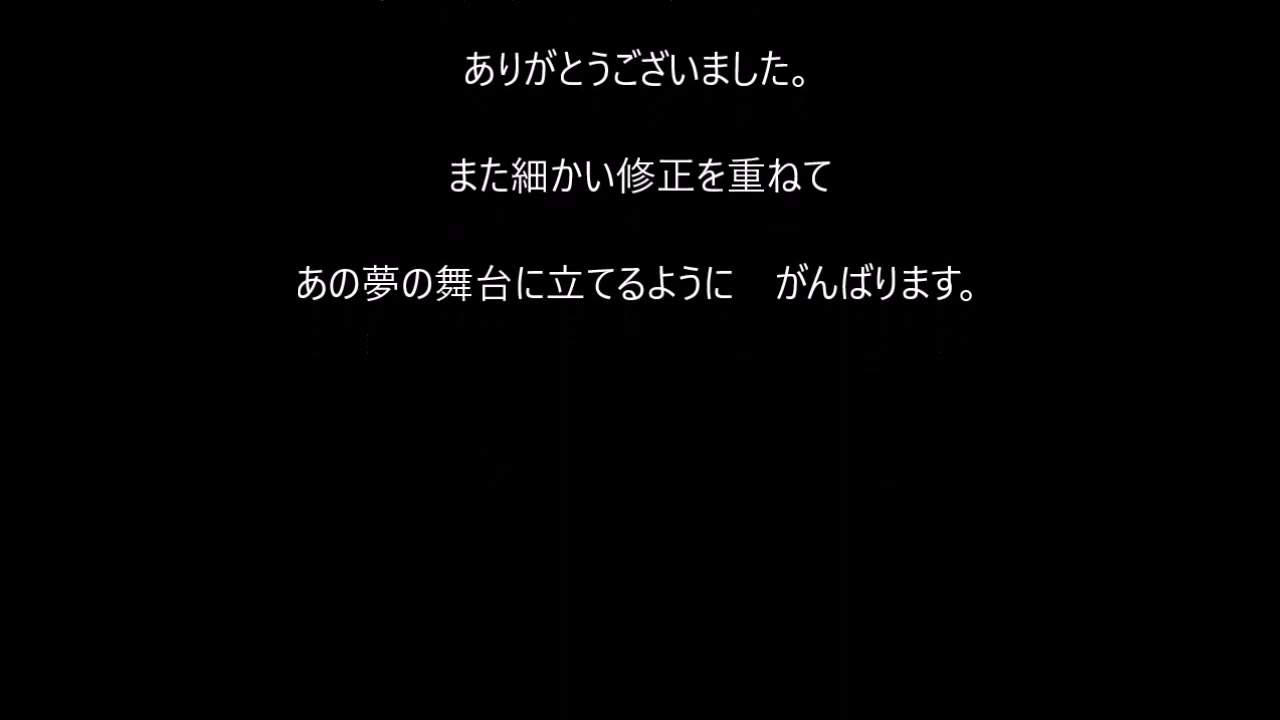 ありがとうございました。
また細かい修正を重ねて
あの夢の舞台に立てるように　がんばります。